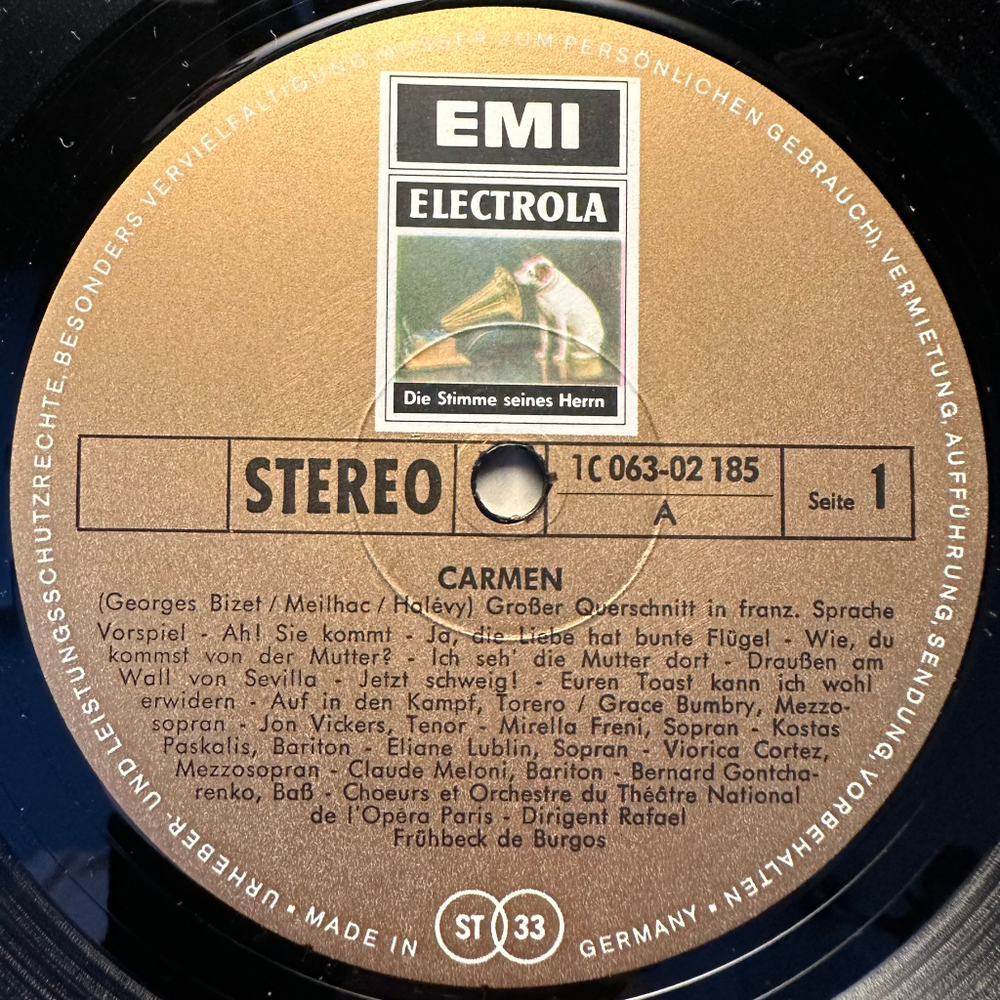 EMI
ELECTROLA
Die Stimme seines Herrn
STEREO
1C 063-02 185
A
Seite 1
CARMEN
(Georges Bizet / Meilhac / Halévy) Großer Querschnitt in franz. Sprache
Vorspiel - Ah! Sie kommt - Ja, die Liebe hat bunte Flügel - Wie, du
kommst von der Mutter? - Ich seh' die Mutter dort - Draußen am
Wall von Sevilla - Jetzt schweig! - Euren Toast kann ich wohl
erwidern - Auf in den Kampf, Torero / Grace Bumbry, Mezzo-
sopran - Jon Vickers, Tenor - Mirella Freni, Sopran - Kostas
Paskalis, Bariton - Eliane Lublin, Sopran - Viorica Cortez,
Mezzosopran - Claude Meloni, Bariton - Bernard Gontcha-
renko, Baß - Choeurs et Orchestre du Théâtre National
de l'Opéra Paris - Dirigent Rafael
Frühbeck de Burgos
URHEBER- UND LEISTUNGSSCHUTZRECHTE, BESONDERS VERVIELFÄLTIGUNG (AUSSER ZUM PERSÖNLICHEN GEBRAUCH), VERMIETUNG, AUFFÜHRUNG, SENDUNG, VORBEHALTEN
MADE IN
ST 33
GERMANY